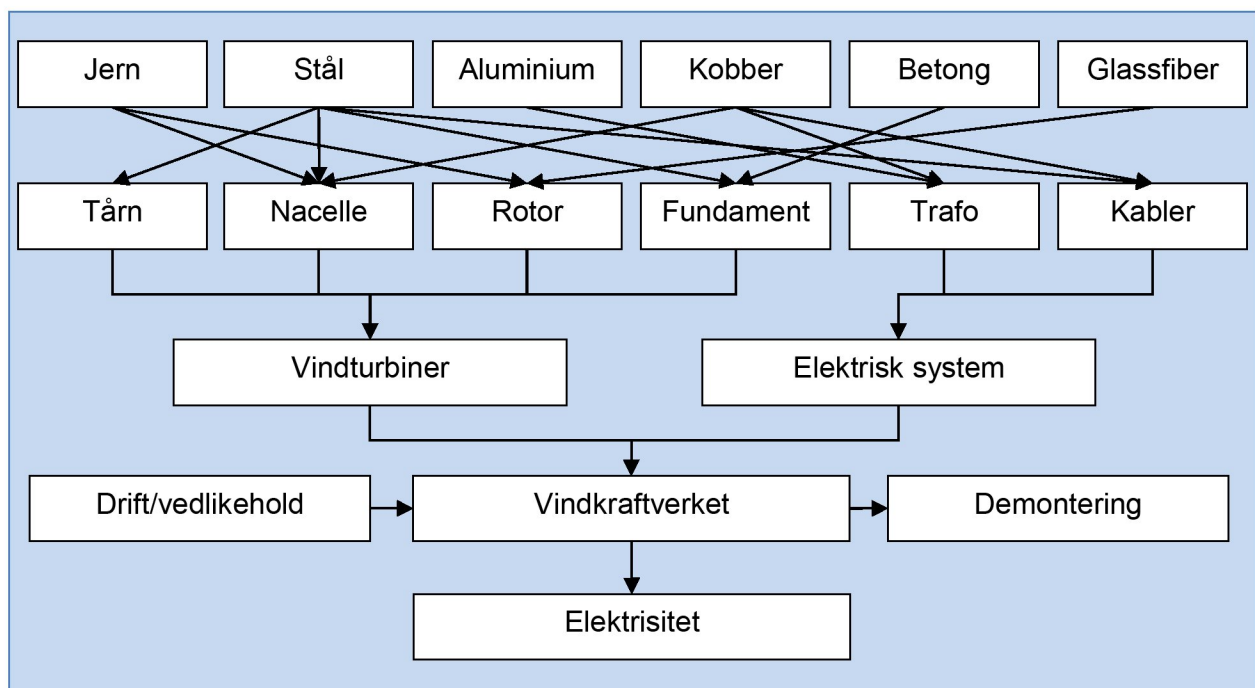 Jern
Stål
Aluminium
Kobber
Betong
Glassfiber
Tårn
Nacelle
Rotor
Fundament
Trafo
Kabler
Vindturbiner
Elektrisk system
Drift/vedlikehold
Vindkraftverket
Demontering
Elektrisitet